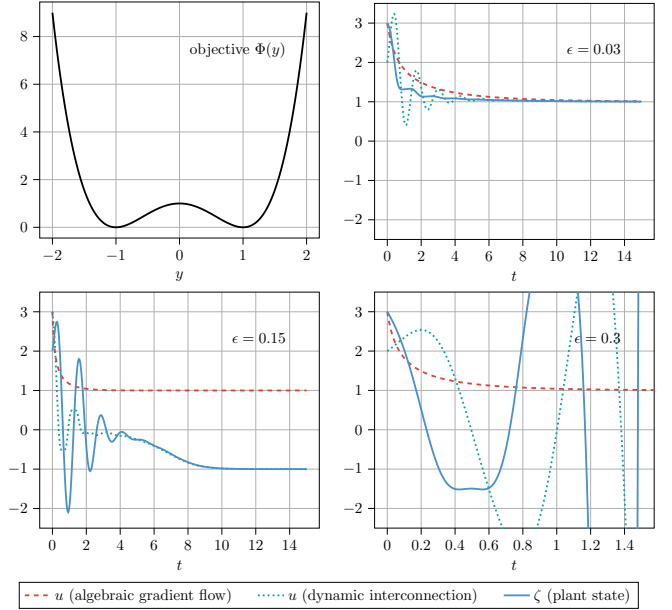 objective Φ(y)
8
6
4
2
0
−2 −1 0 1 2
y
ϵ = 0.03
3
2
1
0
−1
−2
0 2 4 6 8 10 12 14
t
ϵ = 0.15
3
2
1
0
−1
−2
0 2 4 6 8 10 12 14
t
ϵ = 0.3
3
2
1
0
−1
−2
0 0.2 0.4 0.6 0.8 1 1.2 1.4
t
u (algebraic gradient flow) u (dynamic interconnection) ζ (plant state)